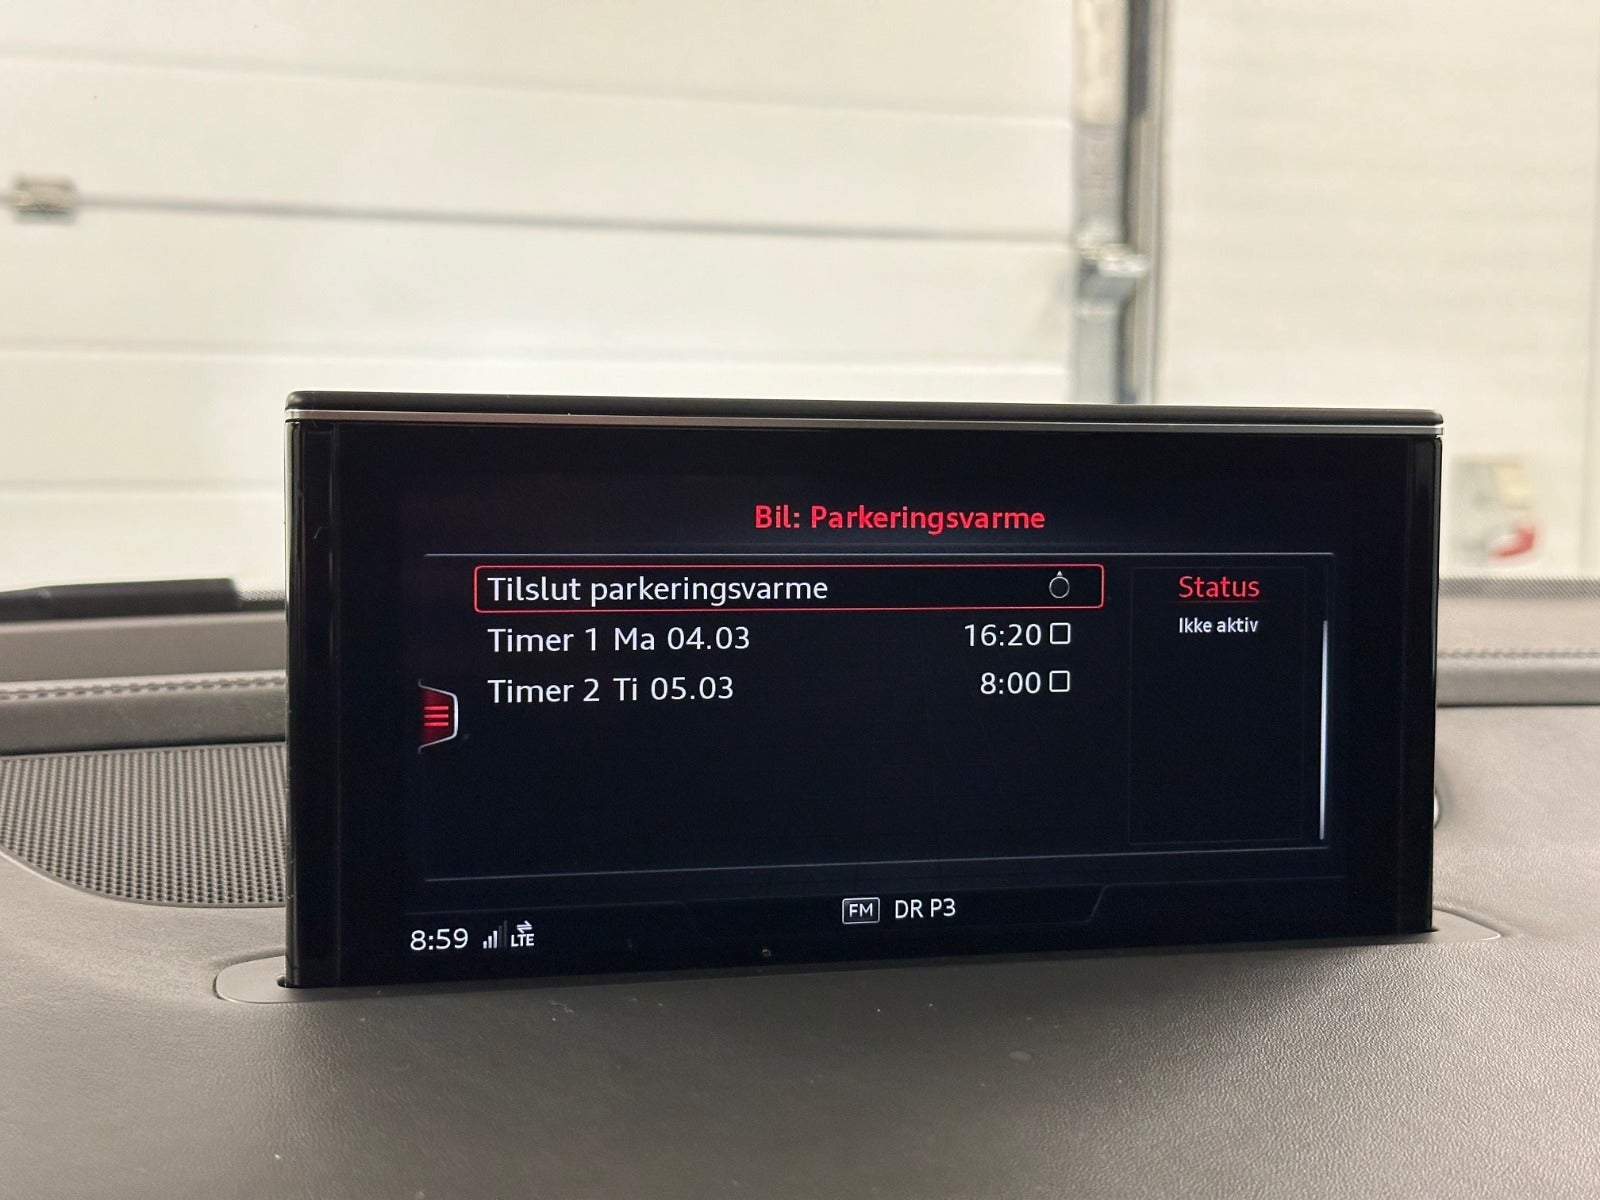 Bil: Parkeringsvarme
Tilslut parkeringsvarme
Timer 1 Ma 04.03 16:20
Timer 2 Ti 05.03 8:00
Status
Ikke aktiv
FM DR P3
8:59 LTE